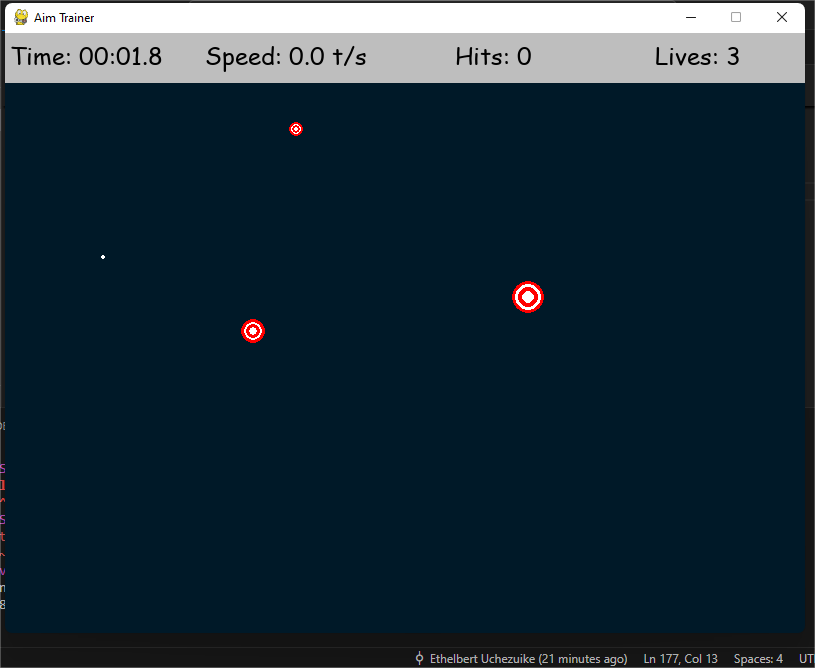 Aim Trainer
Time: 00:01.8 Speed: 0.0 t/s Hits: 0 Lives: 3
Ethelbert Uchezuike (21 minutes ago) Ln 177, Col 13 Spaces: 4